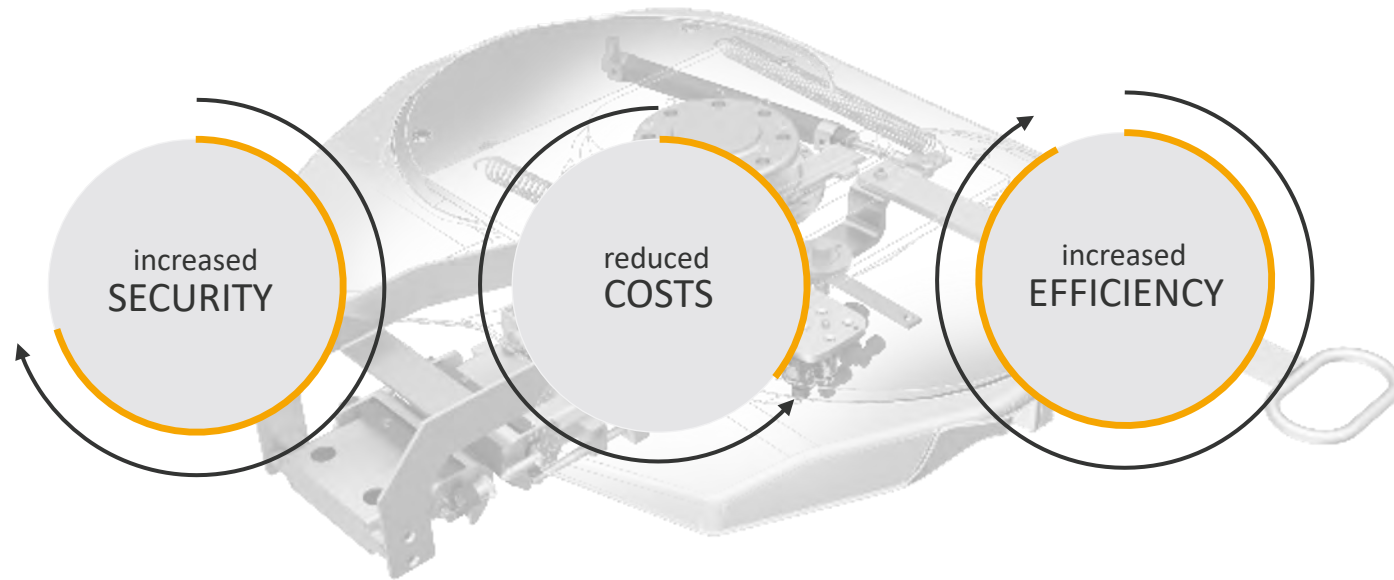 increased
SECURITY
reduced
COSTS
increased
EFFICIENCY